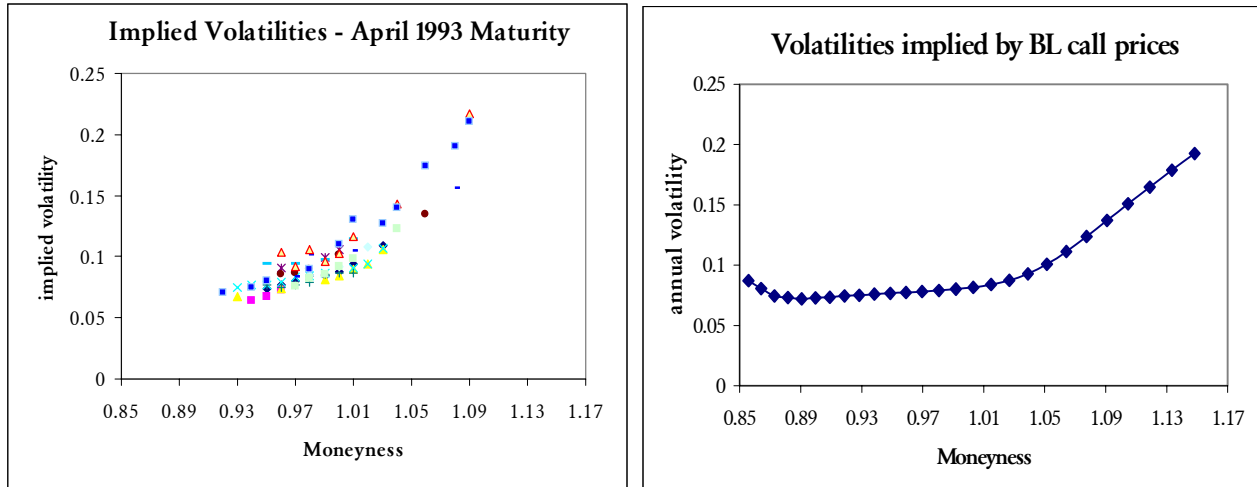 Implied Volatilities - April 1993 Maturity
0.25
0.2
0.15
0.1
0.05
0
implied volatility
0.85 0.89 0.93 0.97 1.01 1.05 1.09 1.13 1.17
Moneyness
Volatilities implied by BL call prices
0.25
0.2
0.15
0.1
0.05
0
annual volatility
0.85 0.89 0.93 0.97 1.01 1.05 1.09 1.13 1.17
Moneyness